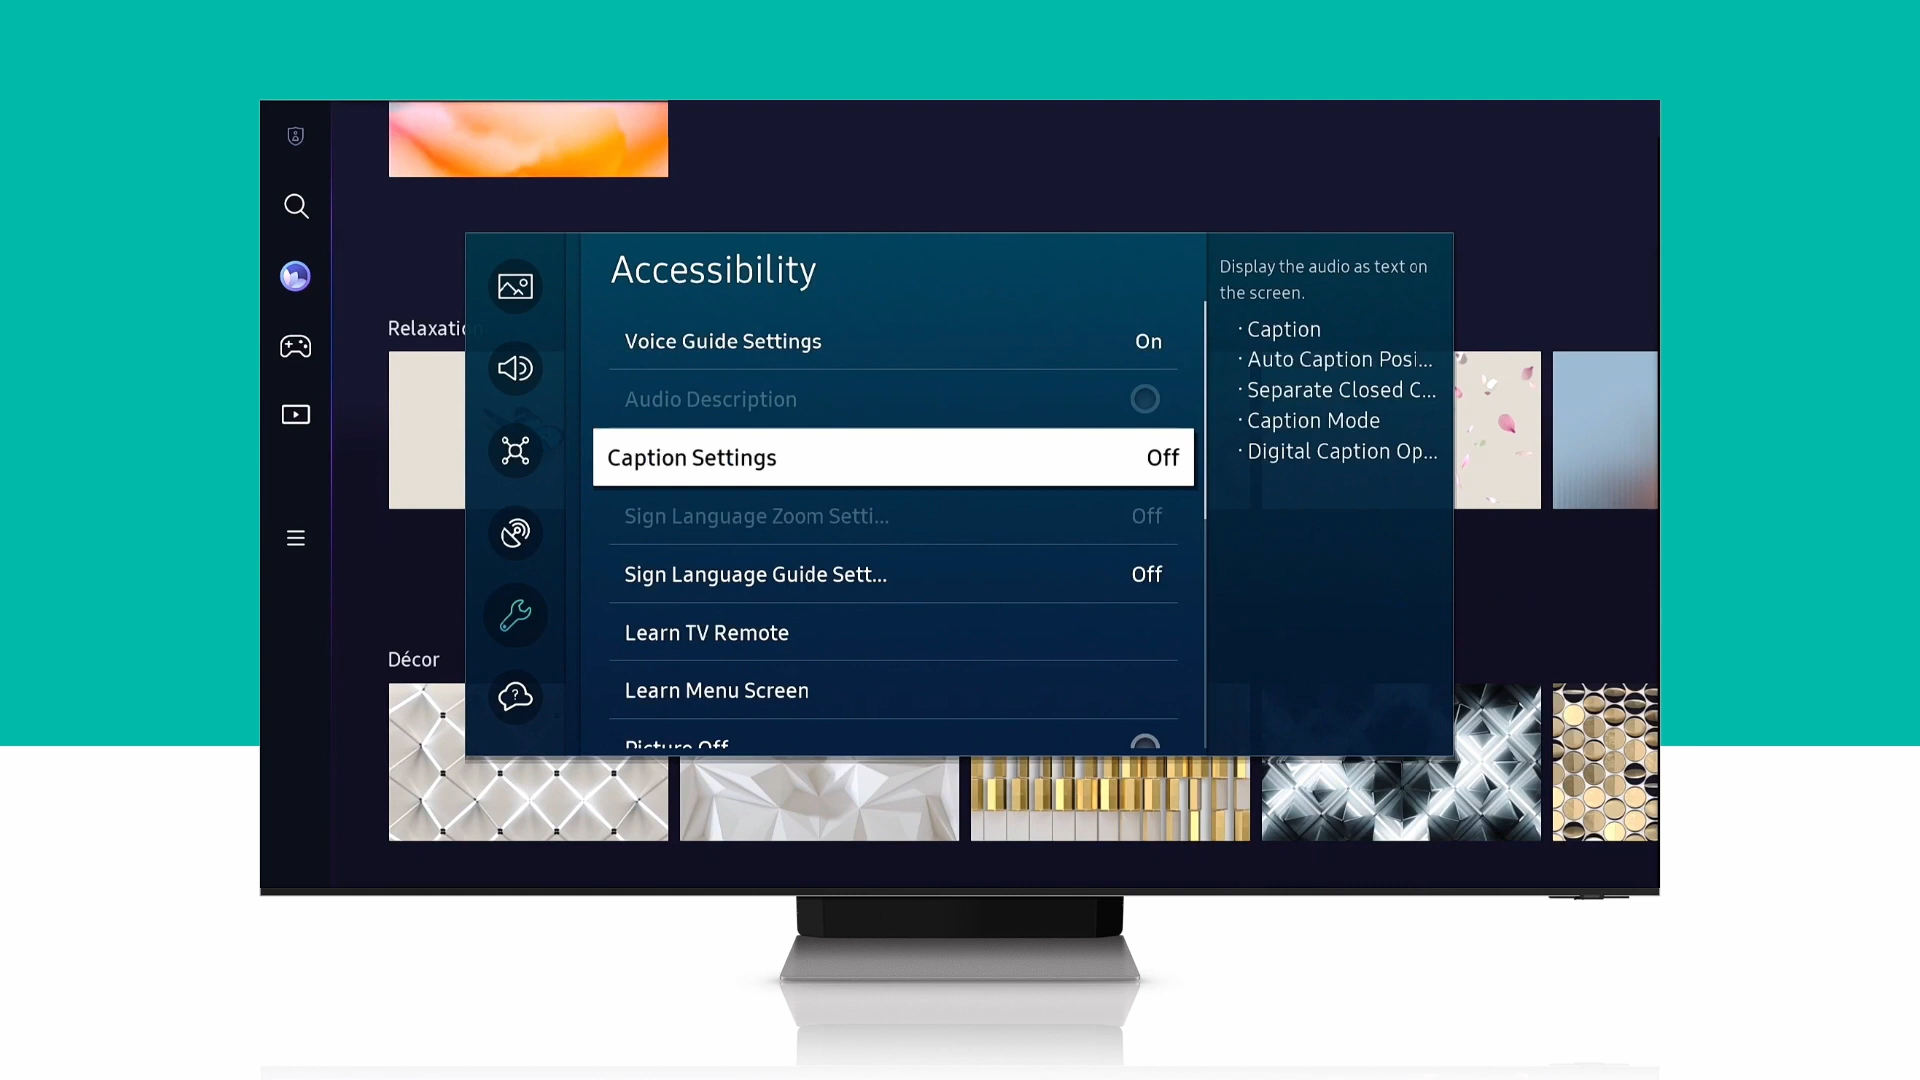 Accessibility
Voice Guide Settings On
Audio Description
Caption Settings Off
Sign Language Zoom Setti... Off
Sign Language Guide Sett... Off
Learn TV Remote
Learn Menu Screen
Picture Off
Display the audio as text on
the screen.
· Caption
· Auto Caption Posi...
· Separate Closed C...
· Caption Mode
· Digital Caption Op...
Relaxatio
Décor